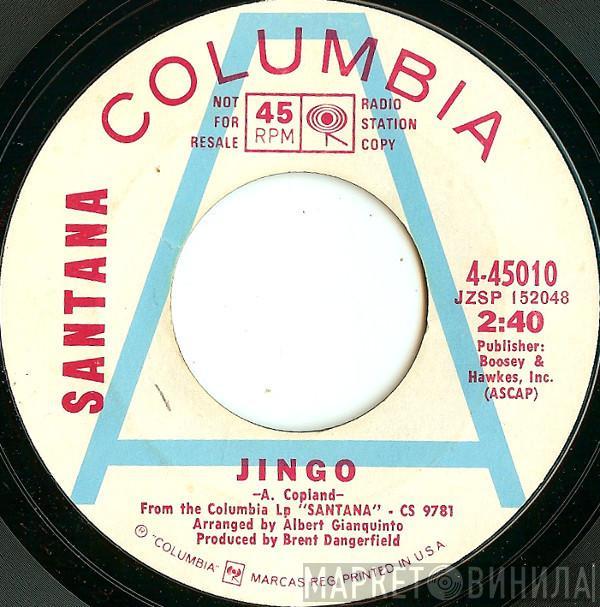 COLUMBIA
NOT
FOR
RESALE
45
RPM
RADIO
STATION
COPY
SANTANA
4-45010
JZSP 152048
2:40
Publisher:
Boosey &
Hawkes, Inc.
(ASCAP)
JINGO
-A. Copland-
From the Columbia Lp "SANTANA" - CS 9781
Arranged by Albert Gianquinto
Produced by Brent Dangerfield
℗ "COLUMBIA" MARCAS REG. PRINTED IN U.S.A.
МАРКЕТ ВИНИЛА